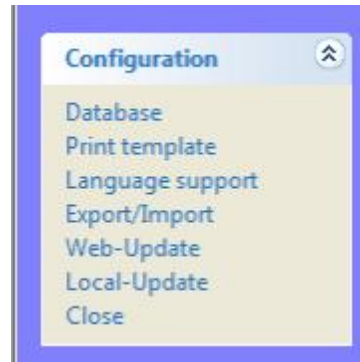 Configuration
Database
Print template
Language support
Export/Import
Web-Update
Local-Update
Close